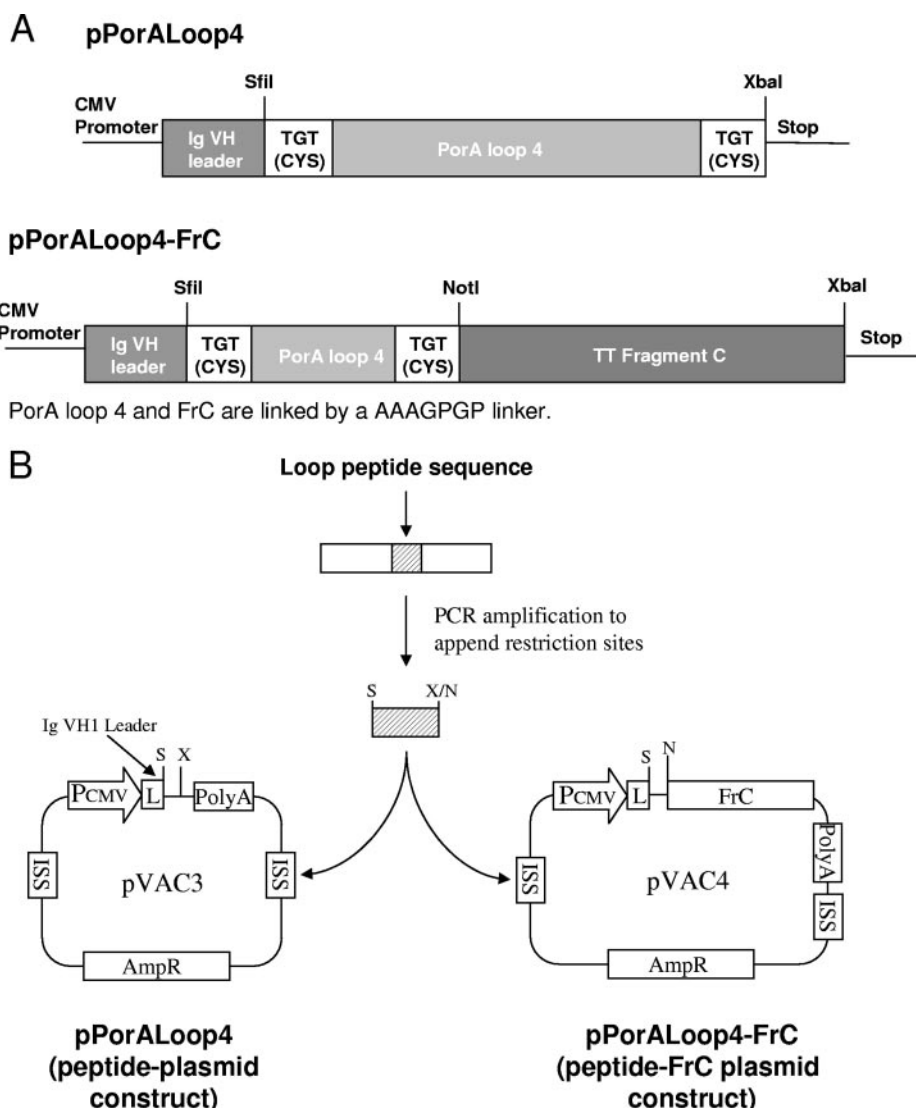 A
pPorALoop4
SfiI
XbaI
CMV
Promoter
Ig VH
leader
TGT
(CYS)
PorA loop 4
TGT
(CYS)
Stop
pPorALoop4-FrC
SfiI
NotI
XbaI
CMV
Promoter
Ig VH
leader
TGT
(CYS)
PorA loop 4
TGT
(CYS)
TT Fragment C
Stop
PorA loop 4 and FrC are linked by a AAAGPGP linker.
B
Loop peptide sequence
PCR amplification to
append restriction sites
S
X/N
Ig VH1 Leader
S
X
PCMV
L
PolyA
ISS
ISS
pVAC3
AmpR
S
N
PCMV
L
FrC
PolyA
ISS
ISS
pVAC4
AmpR
pPorALoop4
(peptide-plasmid
construct)
pPorALoop4-FrC
(peptide-FrC plasmid
construct)